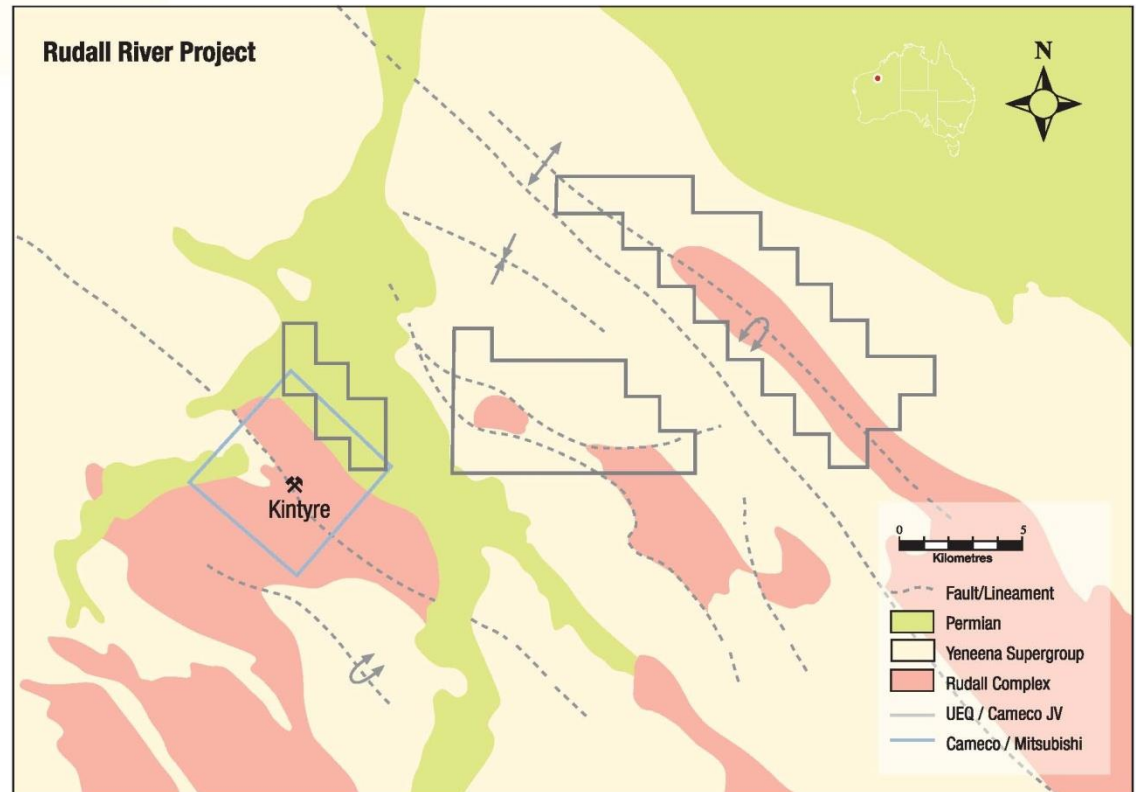 Rudall River Project
N
Kintyre
0 5
Kilometres
Fault/Lineament
Permian
Yeneena Supergroup
Rudall Complex
UEQ / Cameco JV
Cameco / Mitsubishi